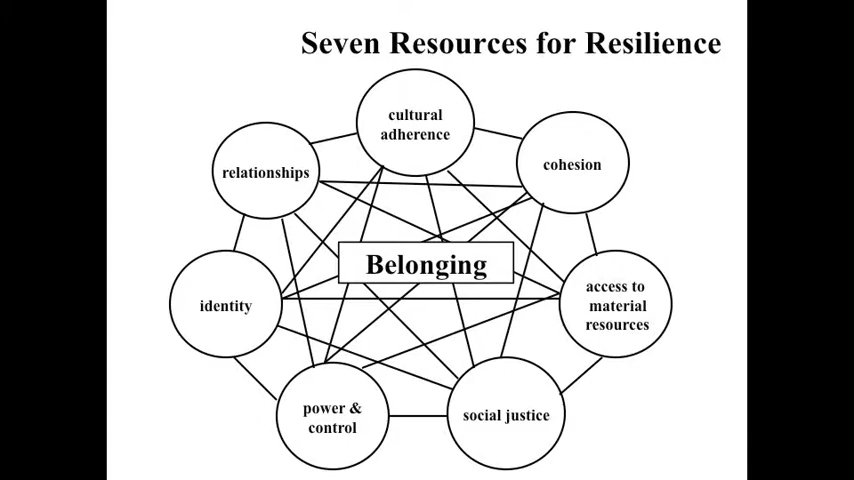 Seven Resources for Resilience
cultural
adherence
cohesion
relationships
Belonging
access to
material
resources
identity
power &
control
social justice